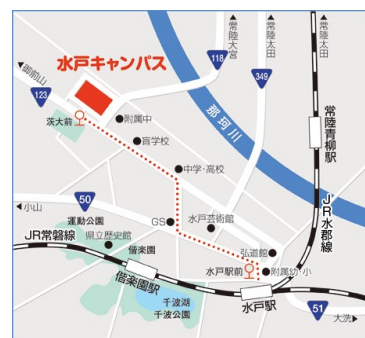 常陸大宮
常陸太田
常陸太田
118
349
水戸キャンパス
御前山
123
茨大前
附属中
盲学校
那珂川
常陸青柳駅
中学・高校
JR水郡線
50
小山
運動公園
GS
水戸芸術館
JR常磐線
県立歴史館
偕楽園
弘道館
水戸駅前
附属幼・小
偕楽園駅
水戸駅
千波湖
千波公園
51
大洗